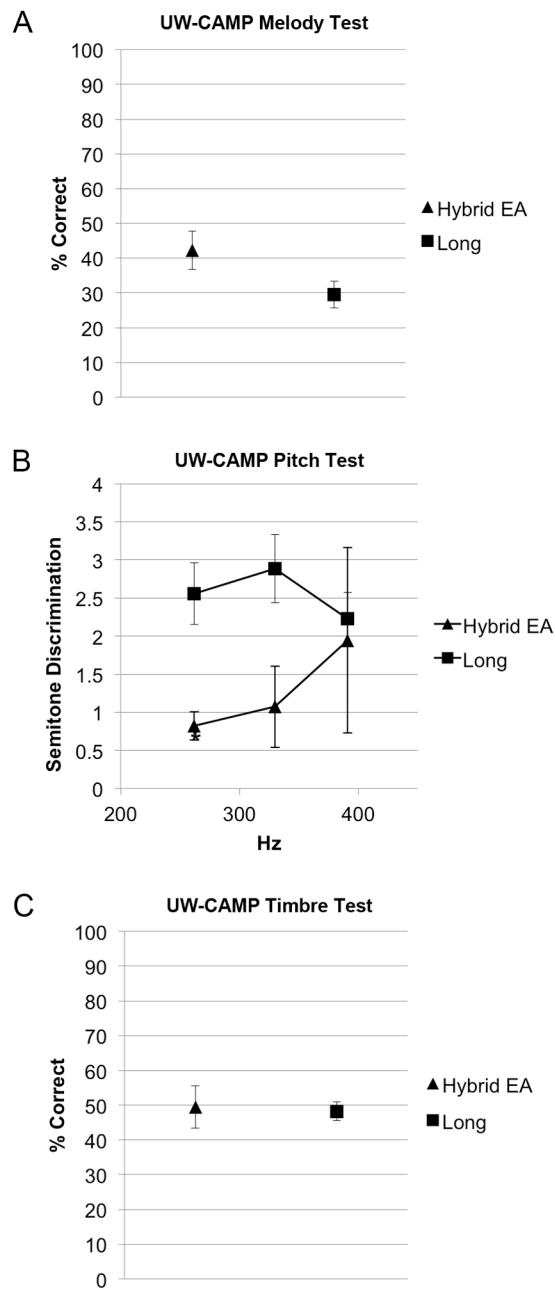 A
UW-CAMP Melody Test
100
90
80
70
60
50
40
30
20
10
0
% Correct
Hybrid EA
Long
B
UW-CAMP Pitch Test
4
3.5
3
2.5
2
1.5
1
0.5
0
Semitone Discrimination
*
200 300 400
Hz
Hybrid EA
Long
C
UW-CAMP Timbre Test
100
90
80
70
60
50
40
30
20
10
0
% Correct
Hybrid EA
Long